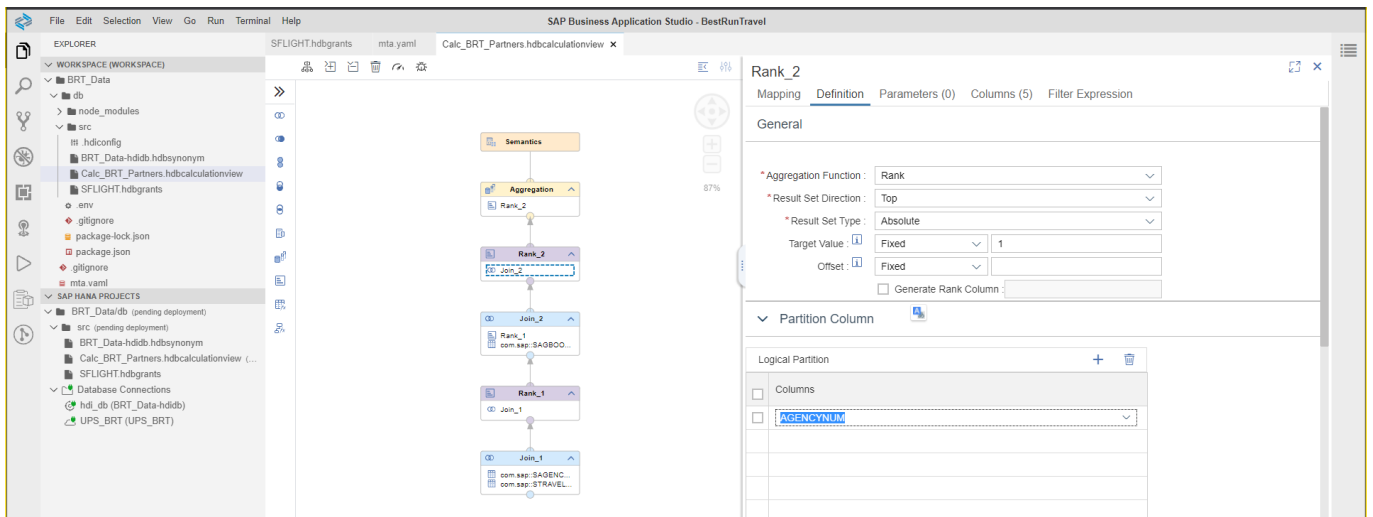 File Edit Selection View Go Run Terminal Help
SAP Business Application Studio - BestRunTravel
EXPLORER
WORKSPACE (WORKSPACE)
BRT_Data
db
node_modules
src
.hdiconfig
BRT_Data-hdidb.hdbsynonym
Calc_BRT_Partners.hdbcalculationview
SFLIGHT.hdbgrants
.env
.gitignore
package-lock.json
package.json
.gitignore
mta.yaml
SAP HANA PROJECTS
BRT_Data/db (pending deployment)
src (pending deployment)
BRT_Data-hdidb.hdbsynonym
Calc_BRT_Partners.hdbcalculationview (...
SFLIGHT.hdbgrants
Database Connections
hdi_db (BRT_Data-hdidb)
UPS_BRT (UPS_BRT)
SFLIGHT.hdbgrants mta.yaml Calc_BRT_Partners.hdbcalculationview ×
Semantics
Aggregation
Rank_2
Rank_2
Join_2
Join_2
Rank_1
com.sap::SAGBOO...
Rank_1
Join_1
Join_1
com.sap::SAGENC...
com.sap::STRAVEL...
87%
Rank_2
Mapping Definition Parameters (0) Columns (5) Filter Expression
General
*Aggregation Function : Rank
*Result Set Direction : Top
*Result Set Type : Absolute
Target Value : Fixed 1
Offset : Fixed
Generate Rank Column :
Partition Column
Logical Partition
Columns
AGENCYNUM